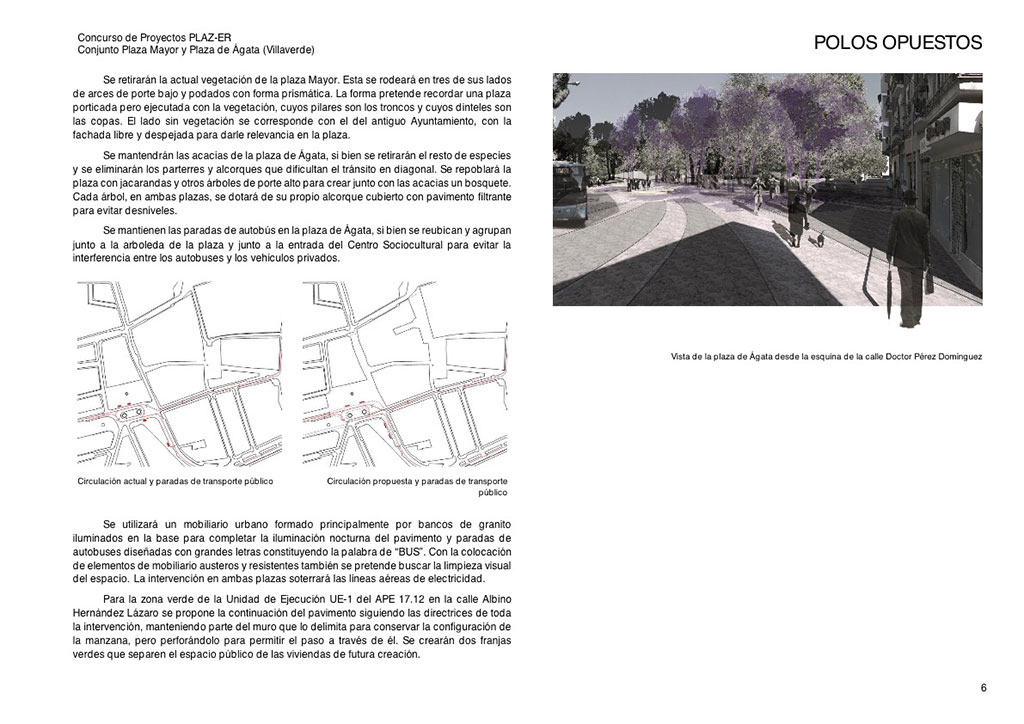 Concurso de Proyectos PLAZ-ER
Conjunto Plaza Mayor y Plaza de Ágata (Villaverde)
POLOS OPUESTOS
Se retirarán la actual vegetación de la plaza Mayor. Esta se rodeará en tres de sus lados
de arces de porte bajo y podados con forma prismática. La forma pretende recordar una plaza
porticada pero ejecutada con la vegetación, cuyos pilares son los troncos y cuyos dinteles son
las copas. El lado sin vegetación se corresponde con el del antiguo Ayuntamiento, con la
fachada libre y despejada para darle relevancia en la plaza.
Se mantendrán las acacias de la plaza de Ágata, si bien se retirarán el resto de especies
y se eliminarán los parterres y alcorques que dificultan el tránsito en diagonal. Se repoblará la
plaza con jacarandas y otros árboles de porte alto para crear junto con las acacias un bosquete.
Cada árbol, en ambas plazas, se dotará de su propio alcorque cubierto con pavimento filtrante
para evitar desniveles.
Se mantienen las paradas de autobús en la plaza de Ágata, si bien se reubican y agrupan
junto a la arboleda de la plaza y junto a la entrada del Centro Sociocultural para evitar la
interferencia entre los autobuses y los vehículos privados.
Circulación actual y paradas de transporte público
Circulación propuesta y paradas de transporte
público
Se utilizará un mobiliario urbano formado principalmente por bancos de granito
iluminados en la base para completar la iluminación nocturna del pavimento y paradas de
autobuses diseñadas con grandes letras constituyendo la palabra de “BUS”. Con la colocación
de elementos de mobiliario austeros y resistentes también se pretende buscar la limpieza visual
del espacio. La intervención en ambas plazas soterrará las líneas aéreas de electricidad.
Para la zona verde de la Unidad de Ejecución UE-1 del APE 17.12 en la calle Albino
Hernández Lázaro se propone la continuación del pavimento siguiendo las directrices de toda
la intervención, manteniendo parte del muro que lo delimita para conservar la configuración de
la manzana, pero perforándolo para permitir el paso a través de él. Se crearán dos franjas
verdes que separen el espacio público de las viviendas de futura creación.
Vista de la plaza de Ágata desde la esquina de la calle Doctor Pérez Domínguez
6